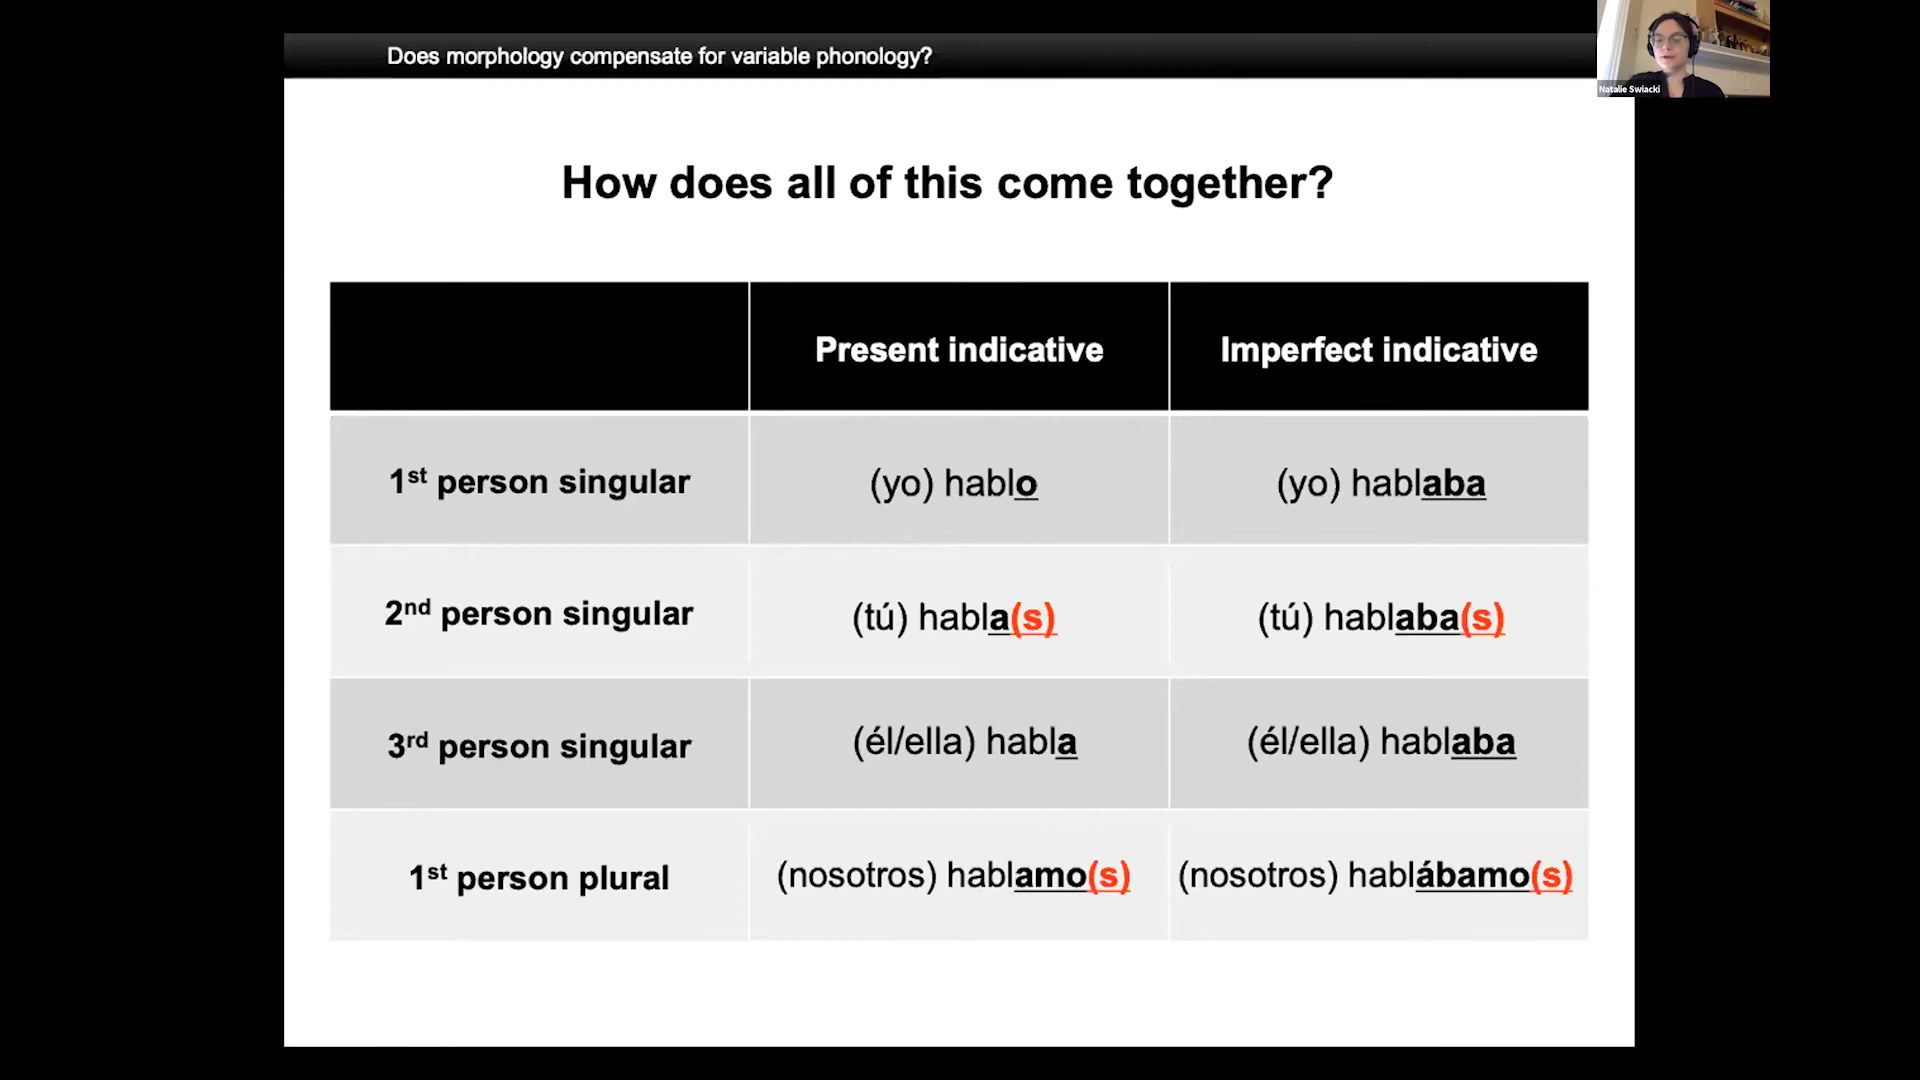 Does morphology compensate for variable phonology?
Natalie Swiacki
How does all of this come together?
Present indicative
Imperfect indicative
1st person singular
(yo) hablo
(yo) hablaba
2nd person singular
(tú) habla(s)
(tú) hablaba(s)
3rd person singular
(él/ella) habla
(él/ella) hablaba
1st person plural
(nosotros) hablamo(s)
(nosotros) hablábamo(s)